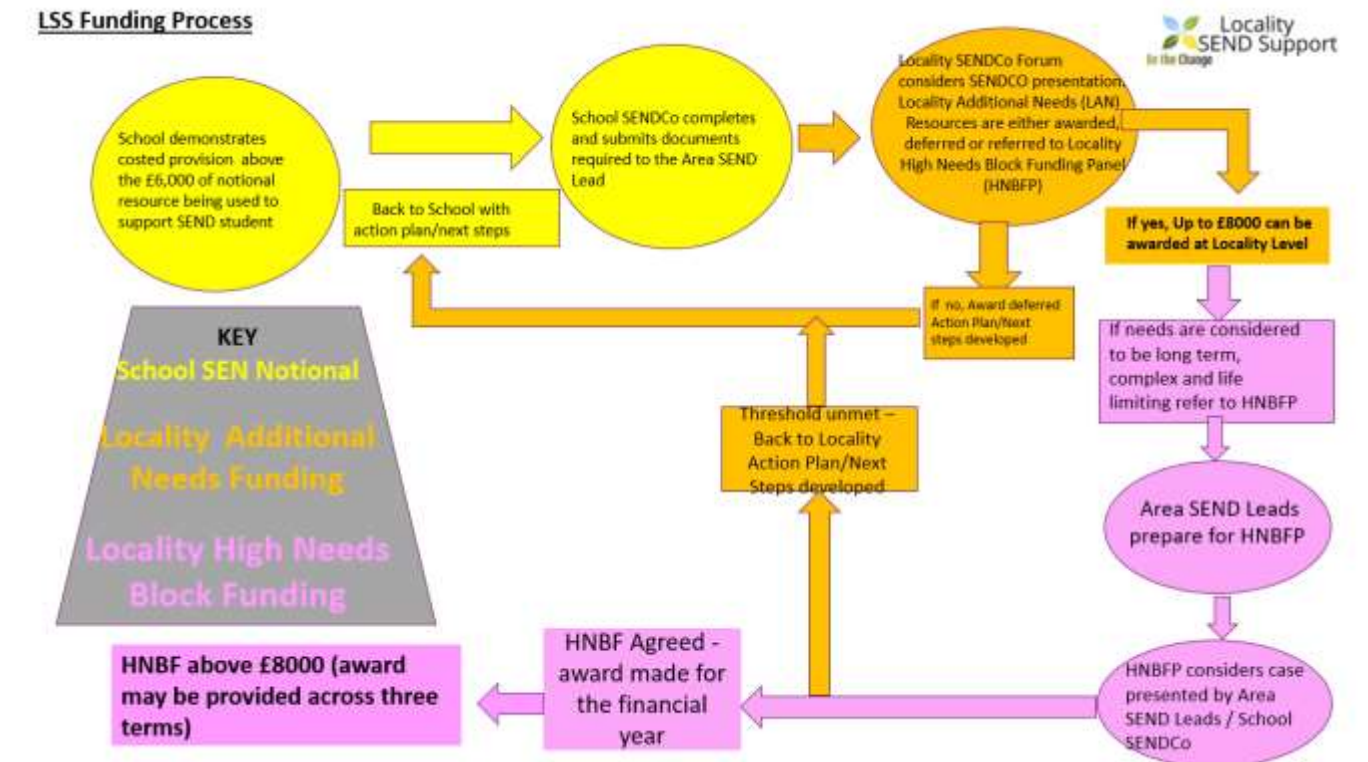 LSS Funding Process
Locality
SEND Support
Be the Change
School demonstrates
costed provision above
the £6,000 of notional
resource being used to
support SEND student
School SENDCo completes
and submits documents
required to the Area SEND
Lead
Locality SENDCo Forum
considers SENDCO presentation.
Locality Additional Needs (LAN)
Resources are either awarded,
deferred or referred to Locality
High Needs Block Funding Panel
(HNBFP)
Back to School with
action plan/next steps
If yes, Up to £8000 can be
awarded at Locality Level
If no, Award deferred
Action Plan/Next
steps developed
If needs are considered
to be long term,
complex and life
limiting refer to HNBFP
KEY
School SEN Notional
Locality Additional
Needs Funding
Locality High Needs
Block Funding
Threshold unmet –
Back to Locality
Action Plan/Next
Steps developed
Area SEND Leads
prepare for HNBFP
HNBFP considers case
presented by Area
SEND Leads / School
SENDCo
HNBF Agreed -
award made for
the financial
year
HNBF above £8000 (award
may be provided across three
terms)